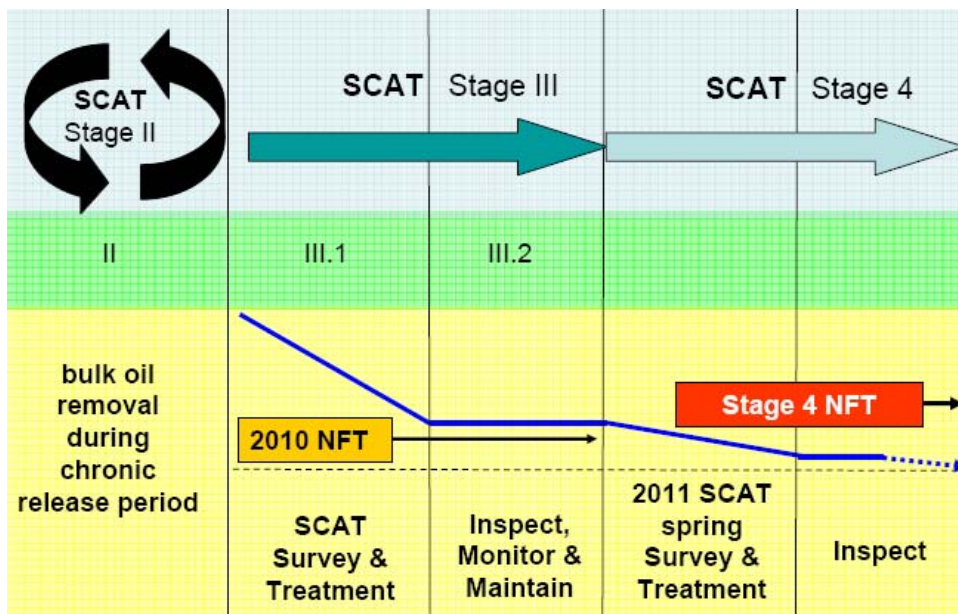 SCAT
Stage II
SCAT Stage III
SCAT Stage 4
II
III.1
III.2
bulk oil
removal
during
chronic
release period
2010 NFT
Stage 4 NFT
SCAT
Survey &
Treatment
Inspect,
Monitor &
Maintain
2011 SCAT
spring
Survey &
Treatment
Inspect